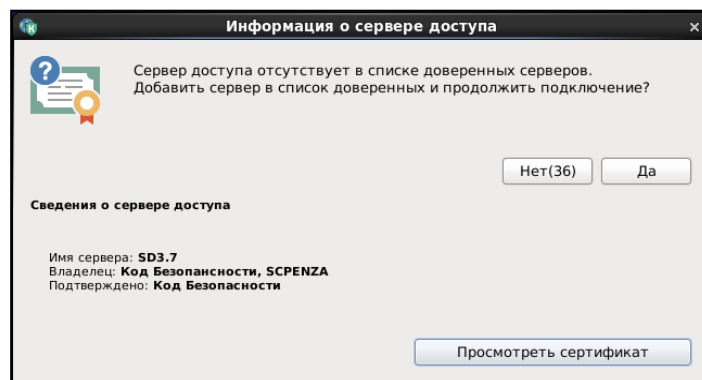 Информация о сервере доступа
Сервер доступа отсутствует в списке доверенных серверов.
Добавить сервер в список доверенных и продолжить подключение?
Нет(36)
Да
Сведения о сервере доступа
Имя сервера: SD3.7
Владелец: Код Безопансности, SCPENZA
Подтверждено: Код Безопасности
Просмотреть сертификат